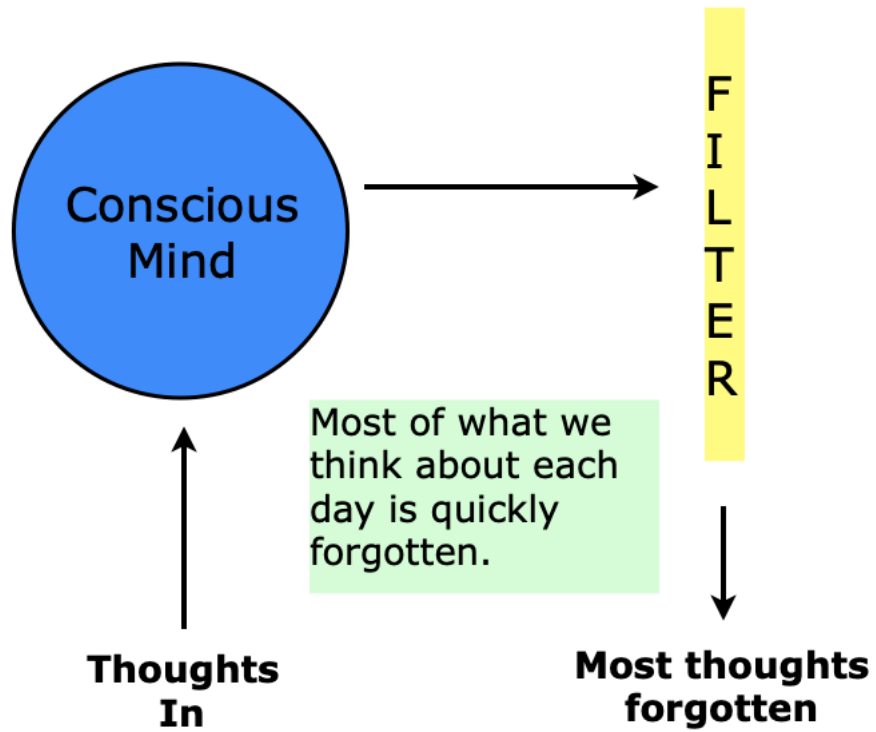 Conscious
Mind
F
I
L
T
E
R
Most of what we
think about each
day is quickly
forgotten.
Thoughts
In
Most thoughts
forgotten